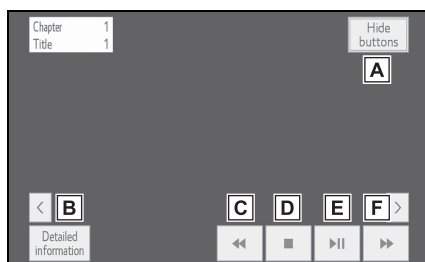 Chapter 1
Title 1
Hide
buttons
A
< B C D E F >
Detailed
information